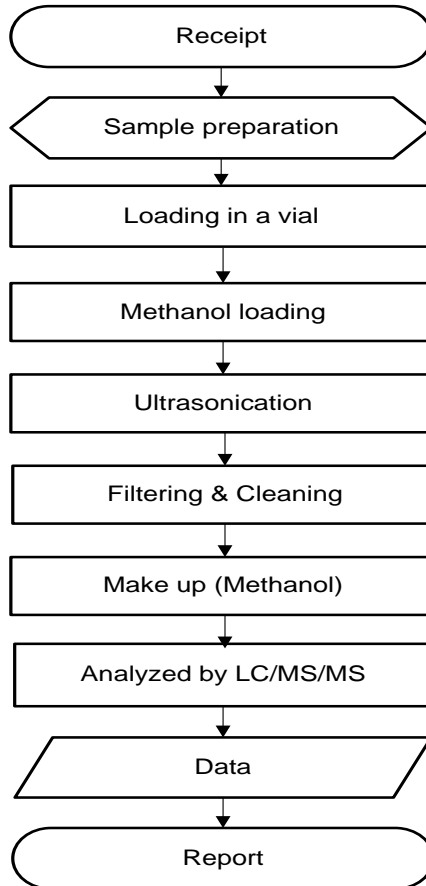 Receipt
Sample preparation
Loading in a vial
Methanol loading
Ultrasonication
Filtering & Cleaning
Make up (Methanol)
Analyzed by LC/MS/MS
Data
Report